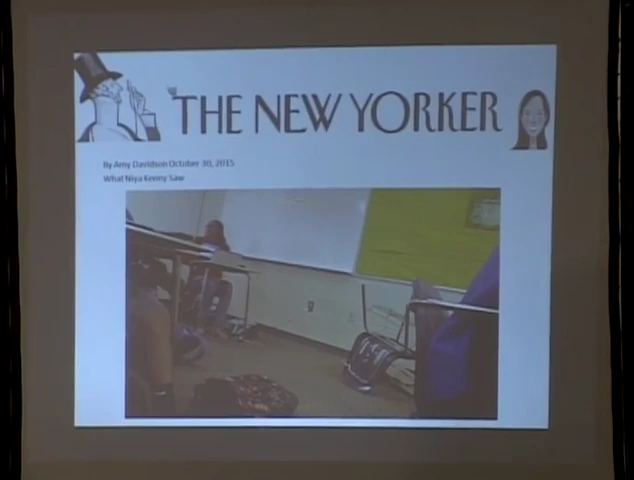 THE NEW YORKER
By Amy Davidson October 30, 2015
What Niya Kenny Saw